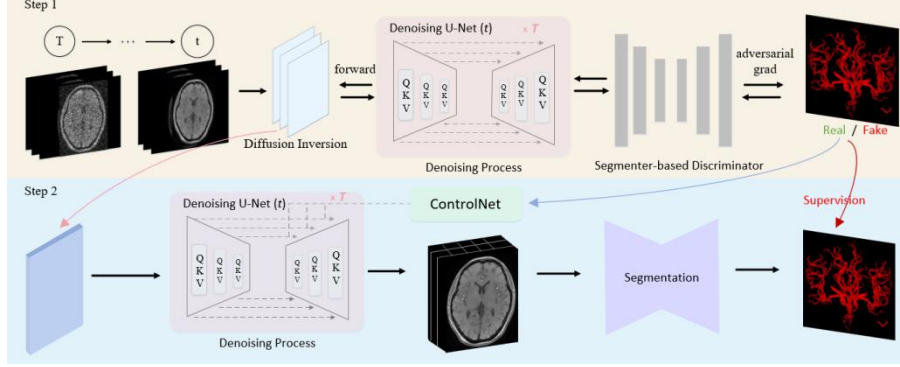 Step 1
T
...
t
Denoising U-Net (t)
× T
forward
Q K V
Q K V
Q K V
Q K V
Q K V
Q K V
adversarial
grad
Diffusion Inversion
Denoising Process
Segmenter-based Discriminator
Real / Fake
Step 2
Denoising U-Net (t)
× T
ControlNet
Supervision
Q K V
Q K V
Q K V
Q K V
Q K V
Q K V
Segmentation
Denoising Process